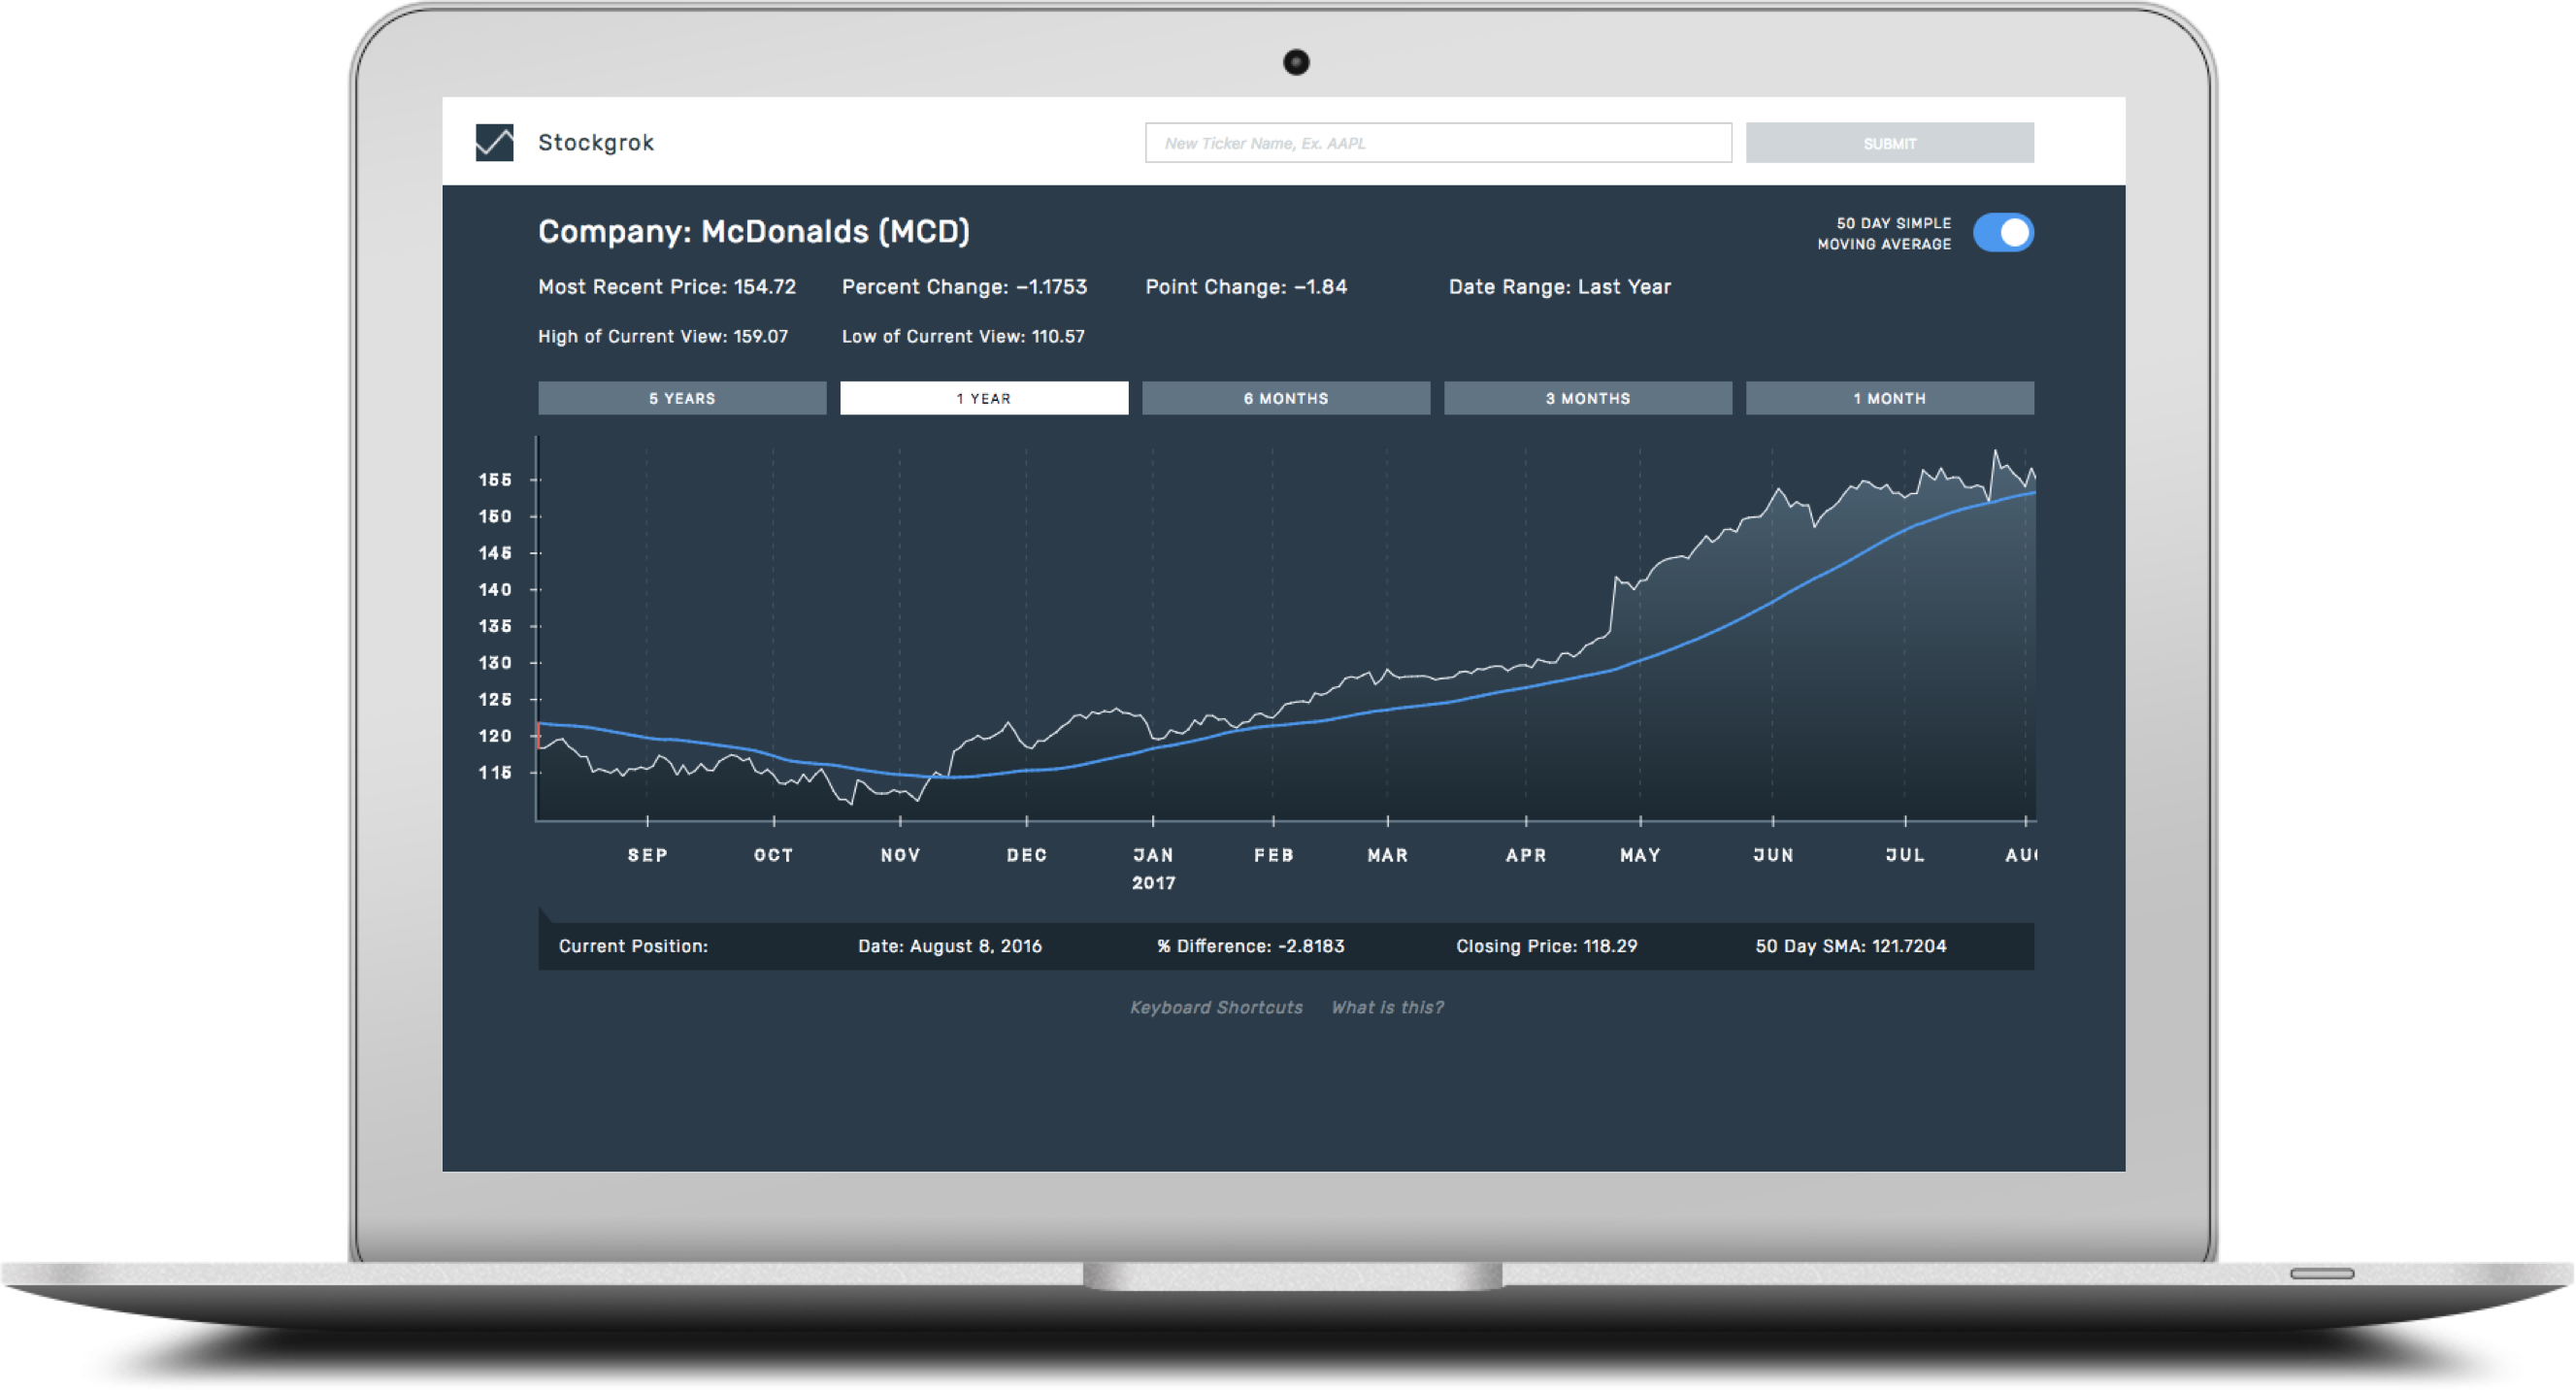 Stockgrok
New Ticker Name, Ex. AAPL
SUBMIT
Company: McDonalds (MCD)
50 DAY SIMPLE
MOVING AVERAGE
Most Recent Price: 154.72 Percent Change: −1.1753 Point Change: −1.84 Date Range: Last Year
High of Current View: 159.07 Low of Current View: 110.57
5 YEARS 1 YEAR 6 MONTHS 3 MONTHS 1 MONTH
155
150
145
140
135
130
125
120
115
SEP OCT NOV DEC JAN FEB MAR APR MAY JUN JUL AU
2017
Current Position: Date: August 8, 2016 % Difference: -2.8183 Closing Price: 118.29 50 Day SMA: 121.7204
Keyboard Shortcuts What is this?